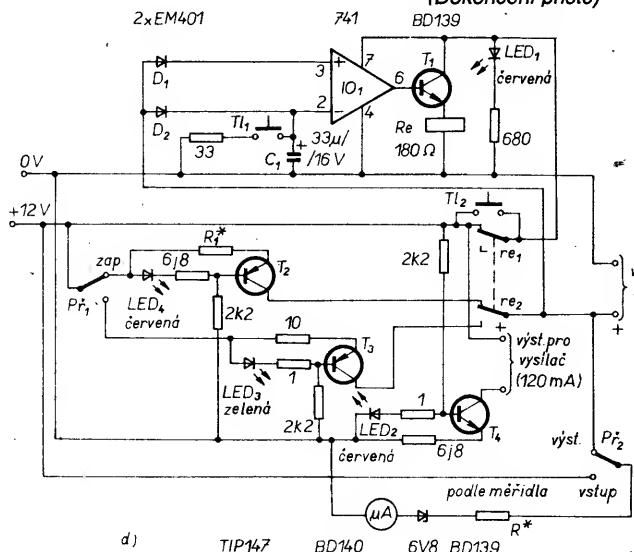 (Dokončení příště)
2xEM401
741
BD139
D₁
D₂
3
+
2
-
7
IO₁
6
4
T₁
LED₁
červená
Tl₁
33
C₁
+
33μ/
/16 V
Re
180 Ω
680
0 V
+12V
Tl₂
R₁*
T₂
zap
6j8
Př₁
LED₄
červená
2k2
2k2
re₁
re₂
+
10
T₃
LED₃
zelená
1
2k2
LED₂
červená
1
T₄
6j8
výst. pro
vysílač
(120 mA)
+
výst.
Př₂
vstup
podle měřidla
μA
R*
d)
TIP147
BD140
6V8
BD139